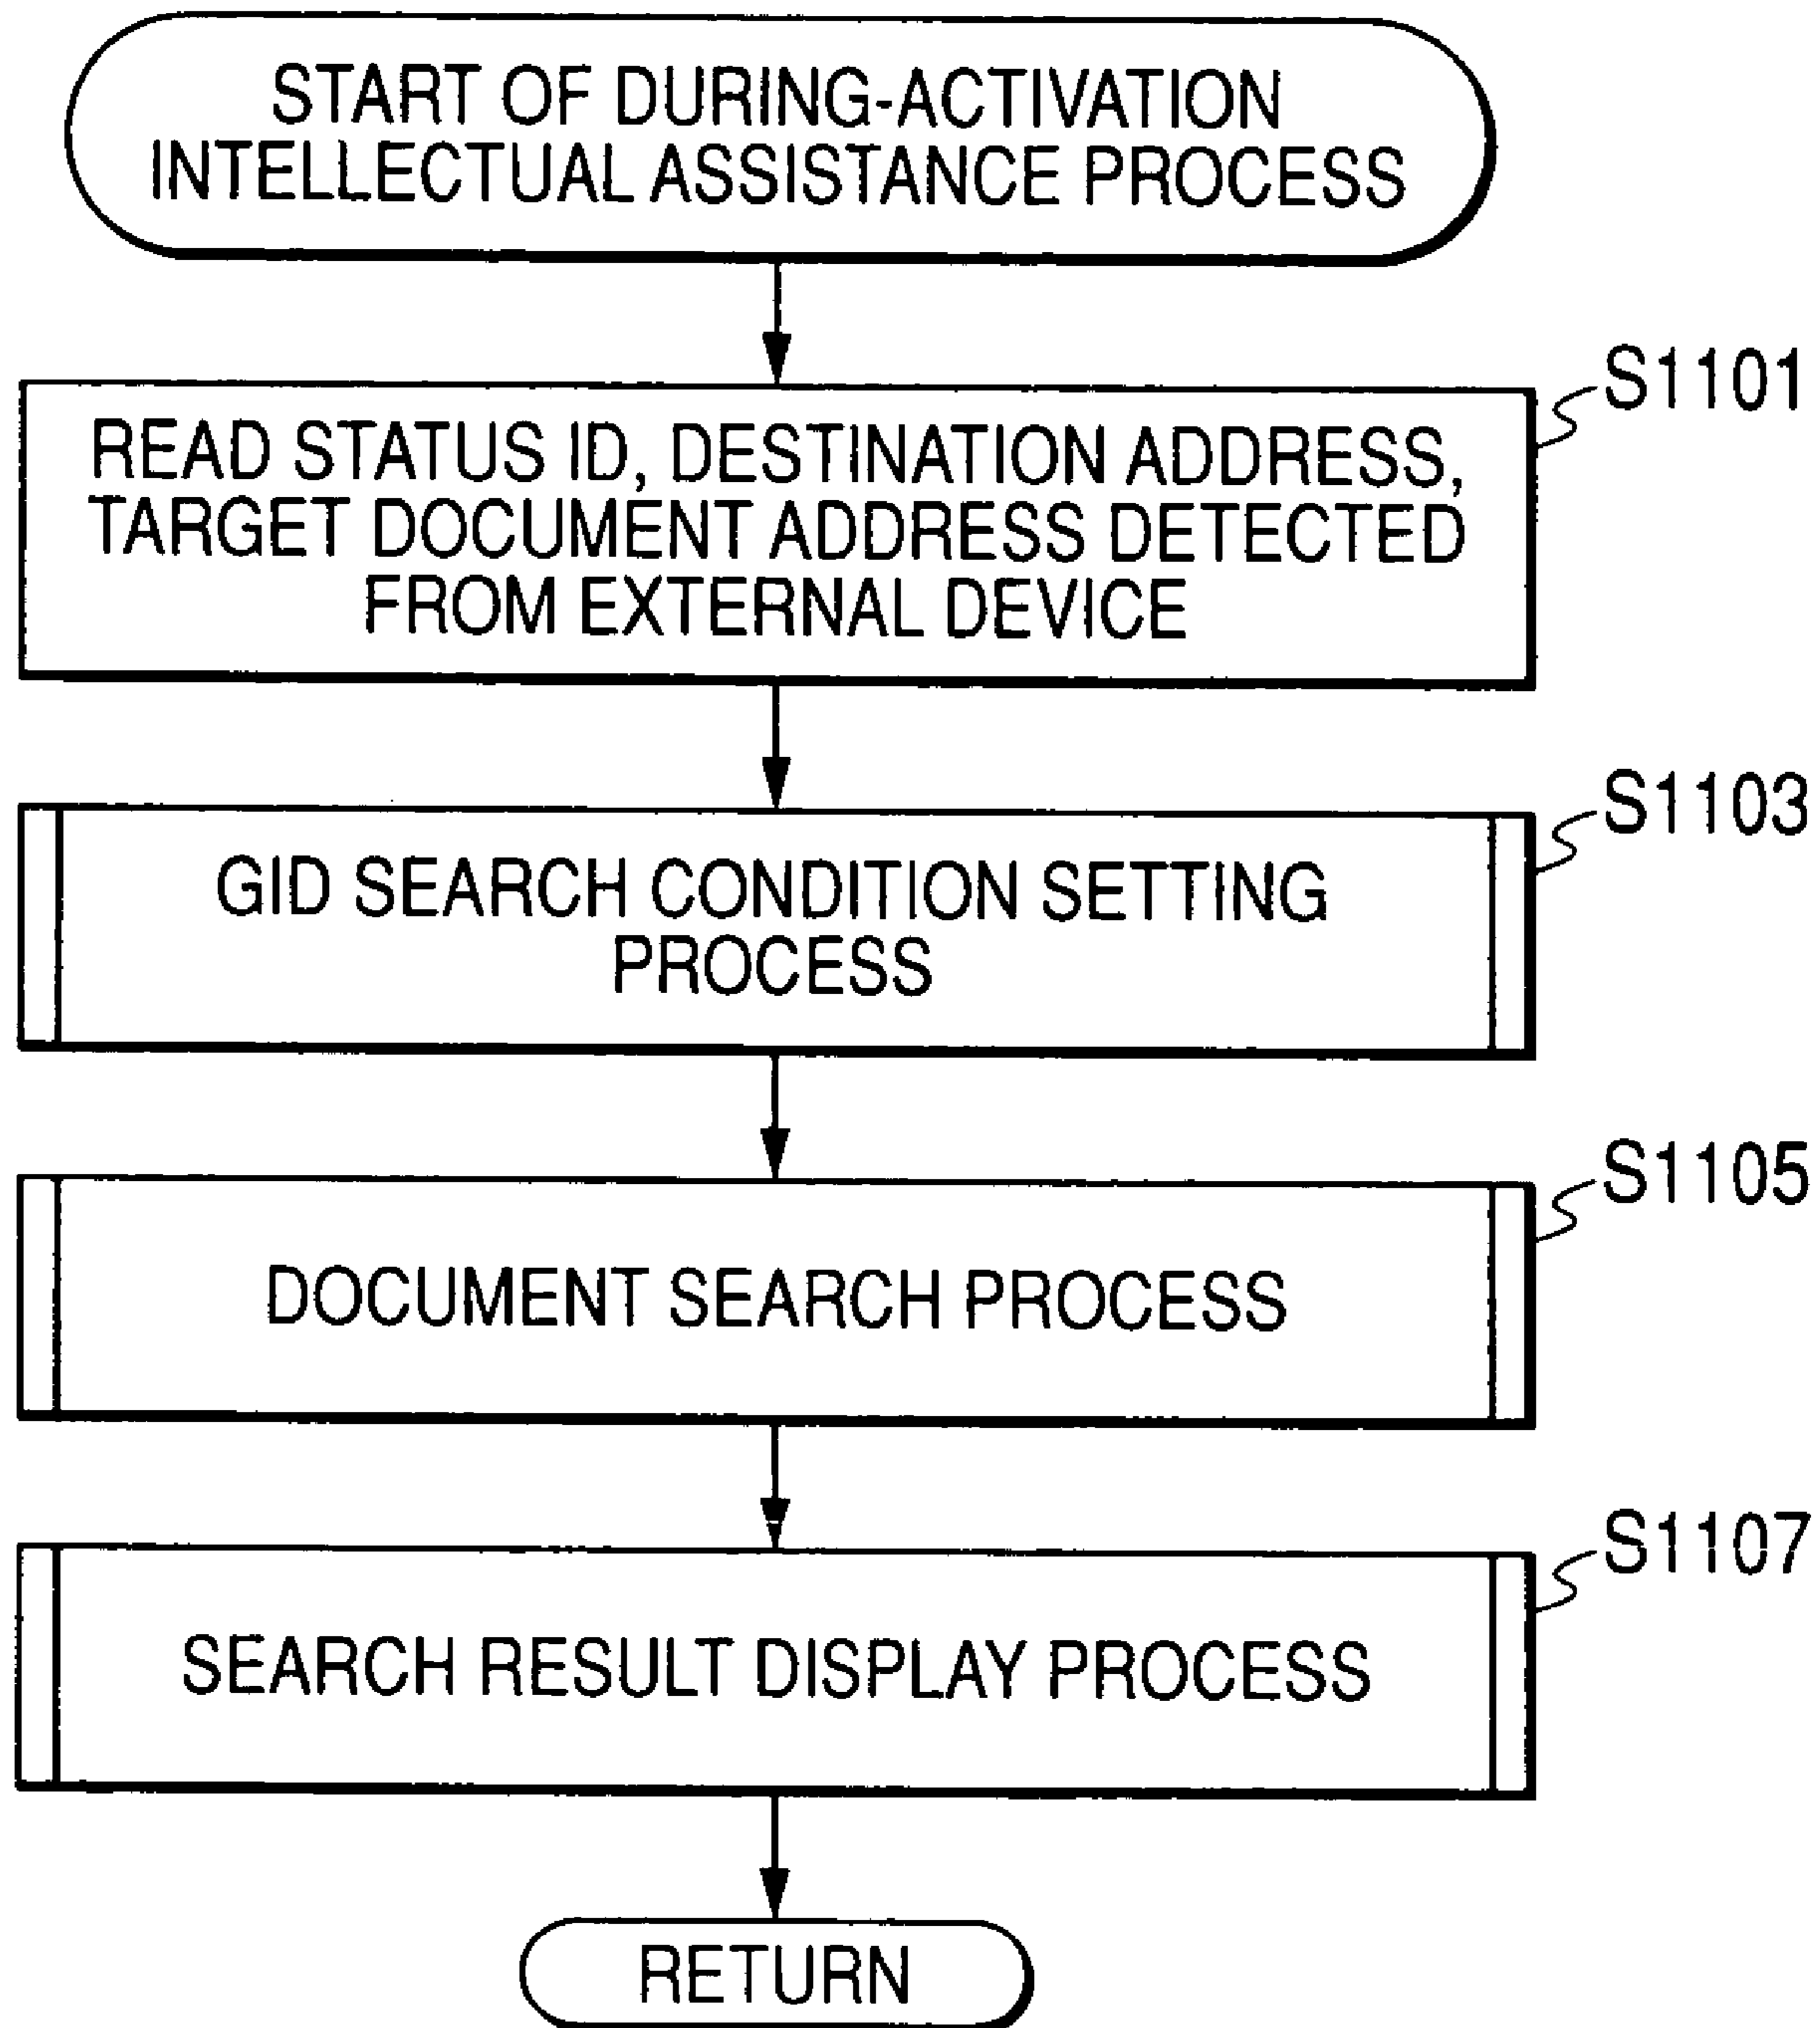 START OF DURING-ACTIVATION
INTELLECTUAL ASSISTANCE PROCESS
S1101
READ STATUS ID, DESTINATION ADDRESS,
TARGET DOCUMENT ADDRESS DETECTED
FROM EXTERNAL DEVICE
S1103
GID SEARCH CONDITION SETTING
PROCESS
S1105
DOCUMENT SEARCH PROCESS
S1107
SEARCH RESULT DISPLAY PROCESS
RETURN